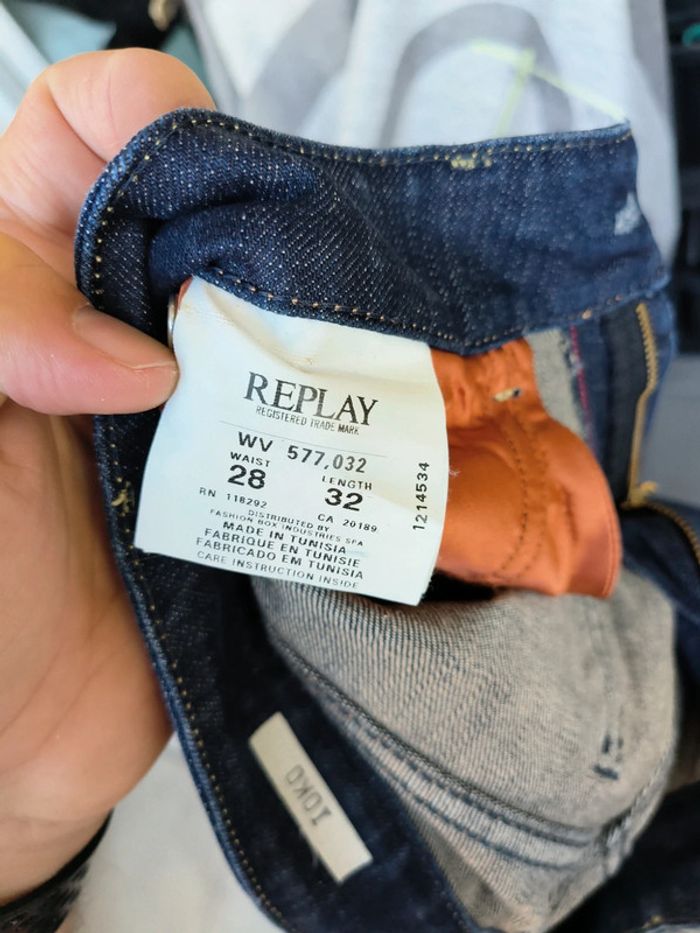 REPLAY
REGISTERED TRADE MARK
WV 577,032
WAIST LENGTH
28 32
RN 118292 CA 20189
DISTRIBUTED BY
FASHION BOX INDUSTRIES SPA
MADE IN TUNISIA
FABRIQUE EN TUNISIE
FABRICADO EM TUNISIA
CARE INSTRUCTION INSIDE
1214534
IOKO